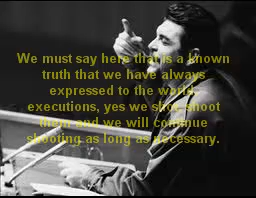 We must say here that is a known
truth that we have always
expressed to the world:
executions, yes we shot, shoot
them and we will continue
shooting as long as necessary.